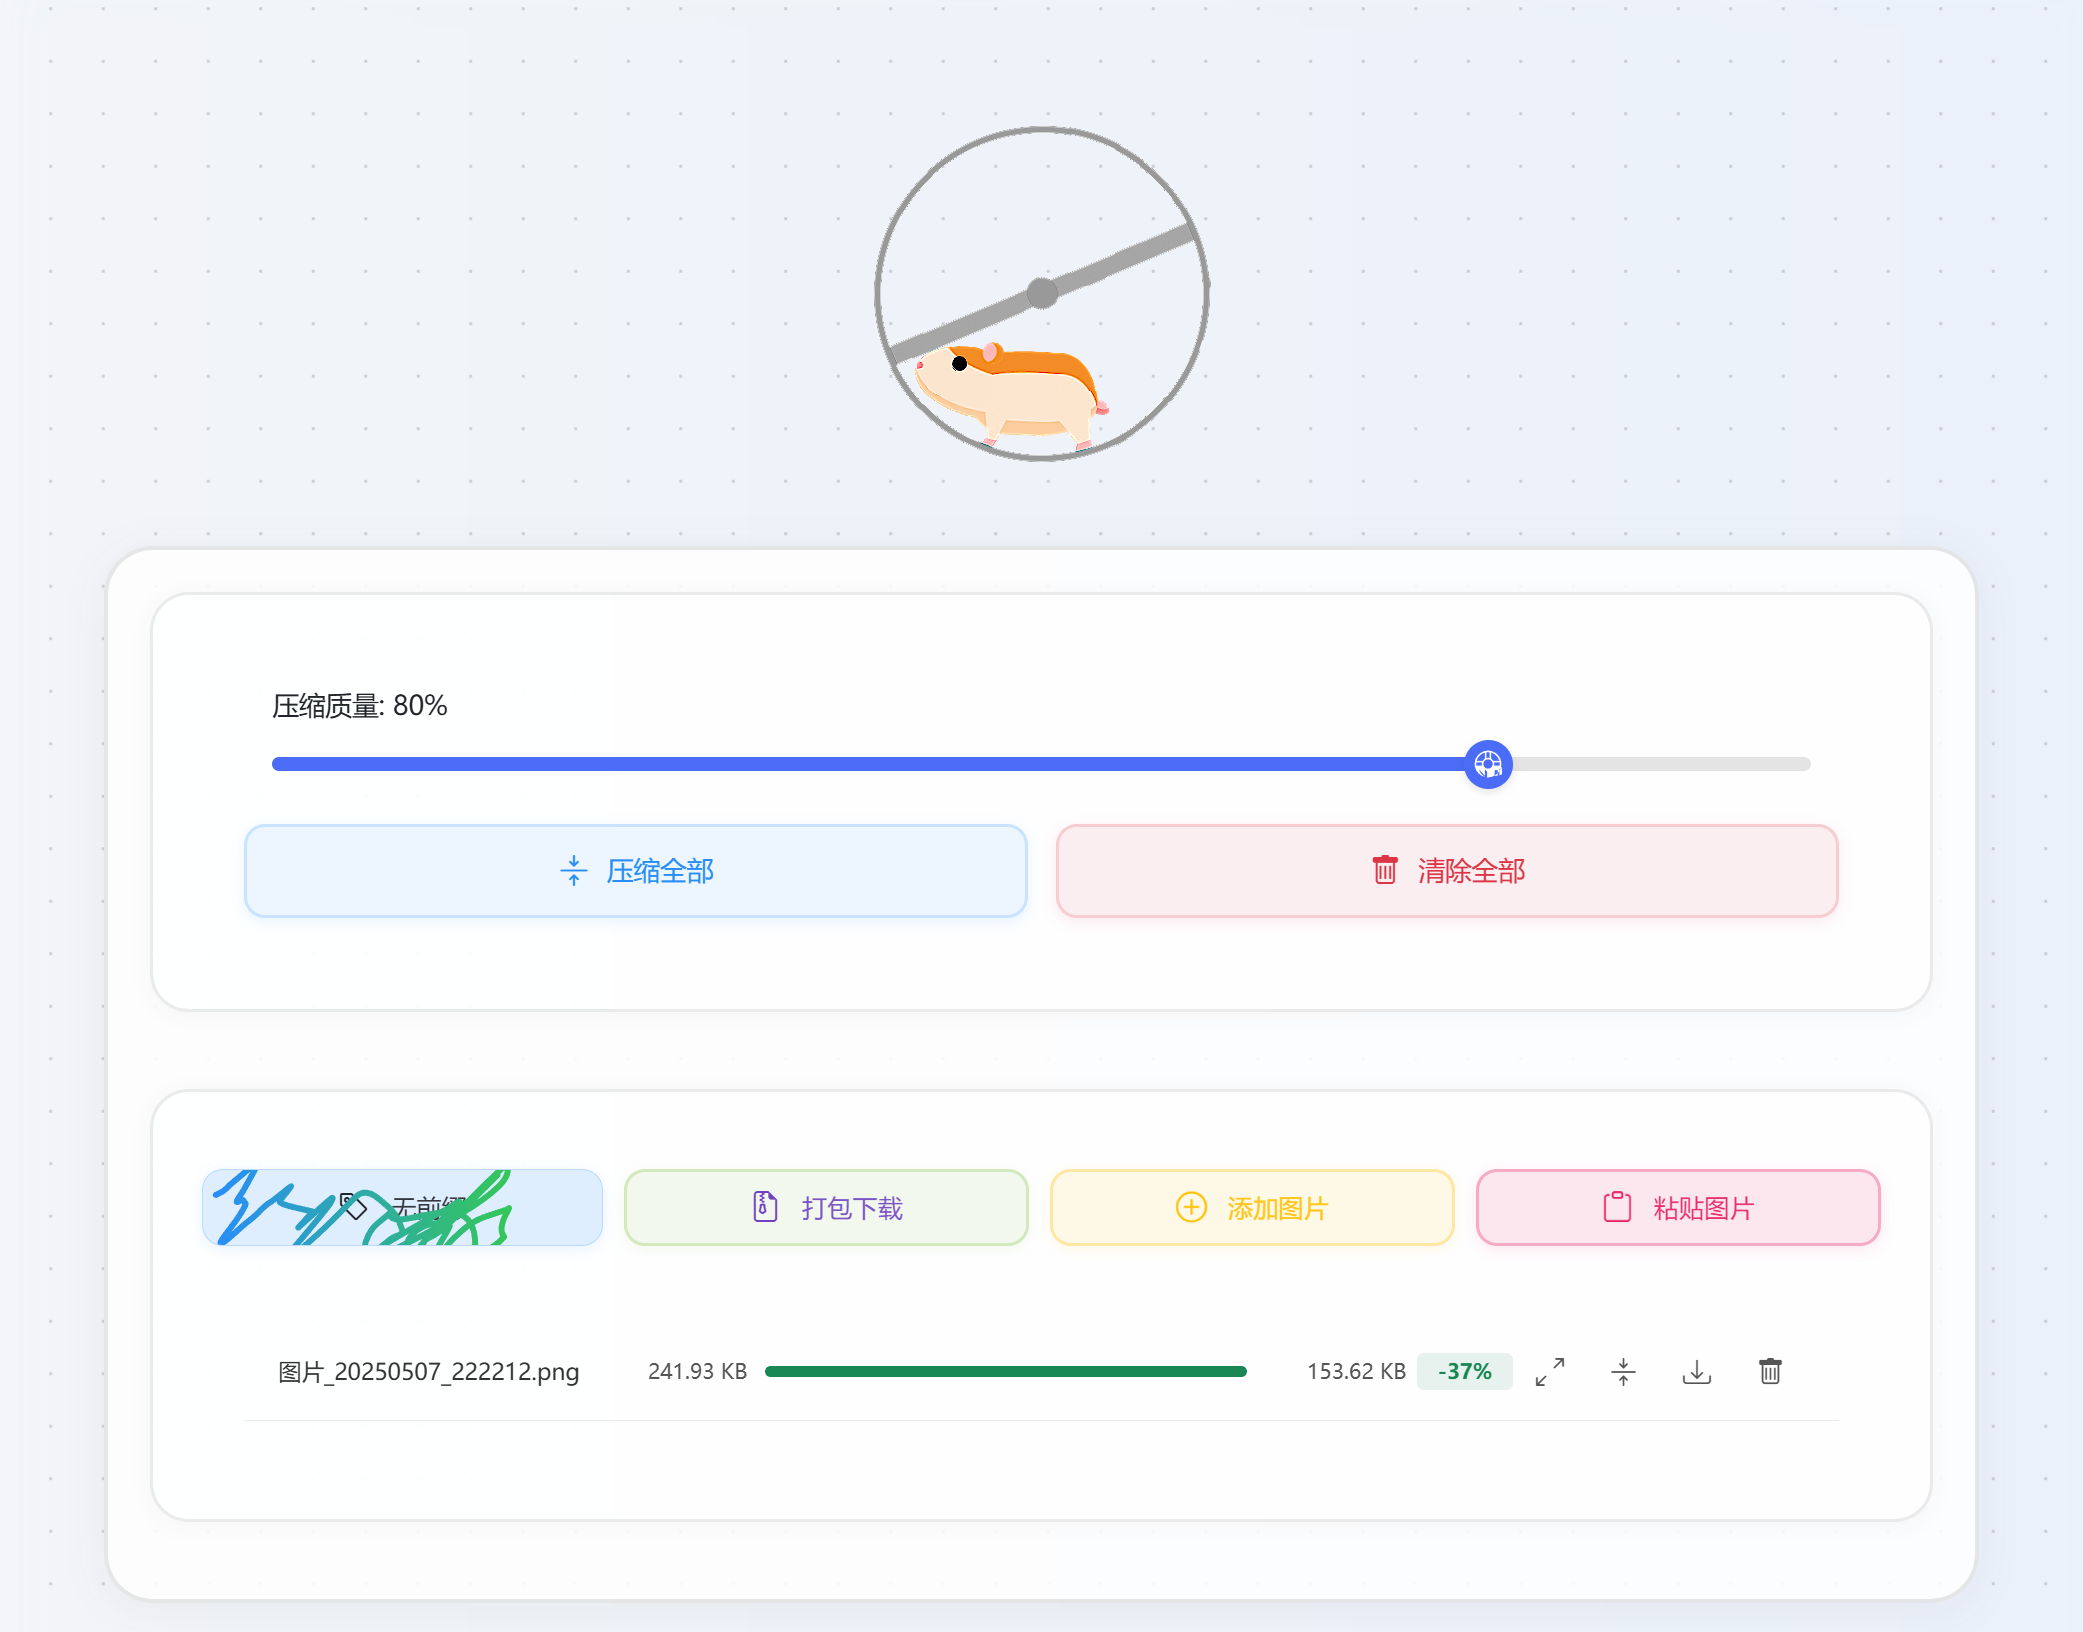 压缩质量: 80%
压缩全部
清除全部
无前缀
打包下载
添加图片
粘贴图片
图片_20250507_222212.png 241.93 KB 153.62 KB -37%